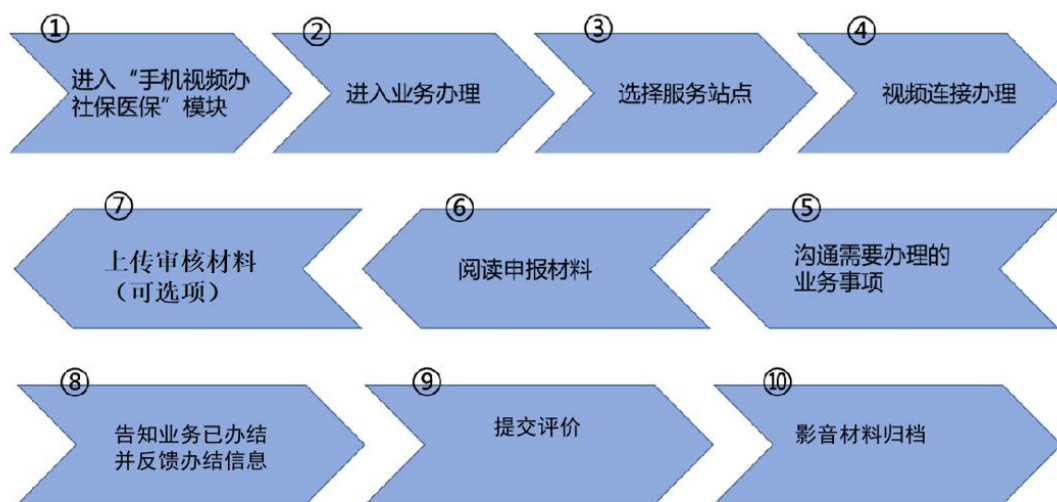 ①
进入“手机视频办
社保医保”模块
②
进入业务办理
③
选择服务站点
④
视频连接办理
⑤
沟通需要办理的
业务事项
⑥
阅读申报材料
⑦
上传审核材料
（可选项）
⑧
告知业务已办结
并反馈办结信息
⑨
提交评价
⑩
影音材料归档